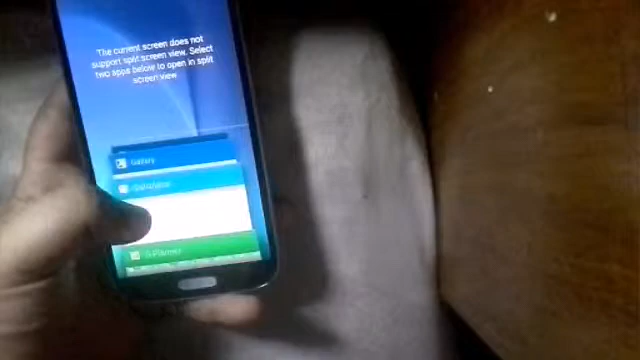 The current screen does not
support split screen view. Select
two apps below to open in split
screen view
Gallery
S Planner